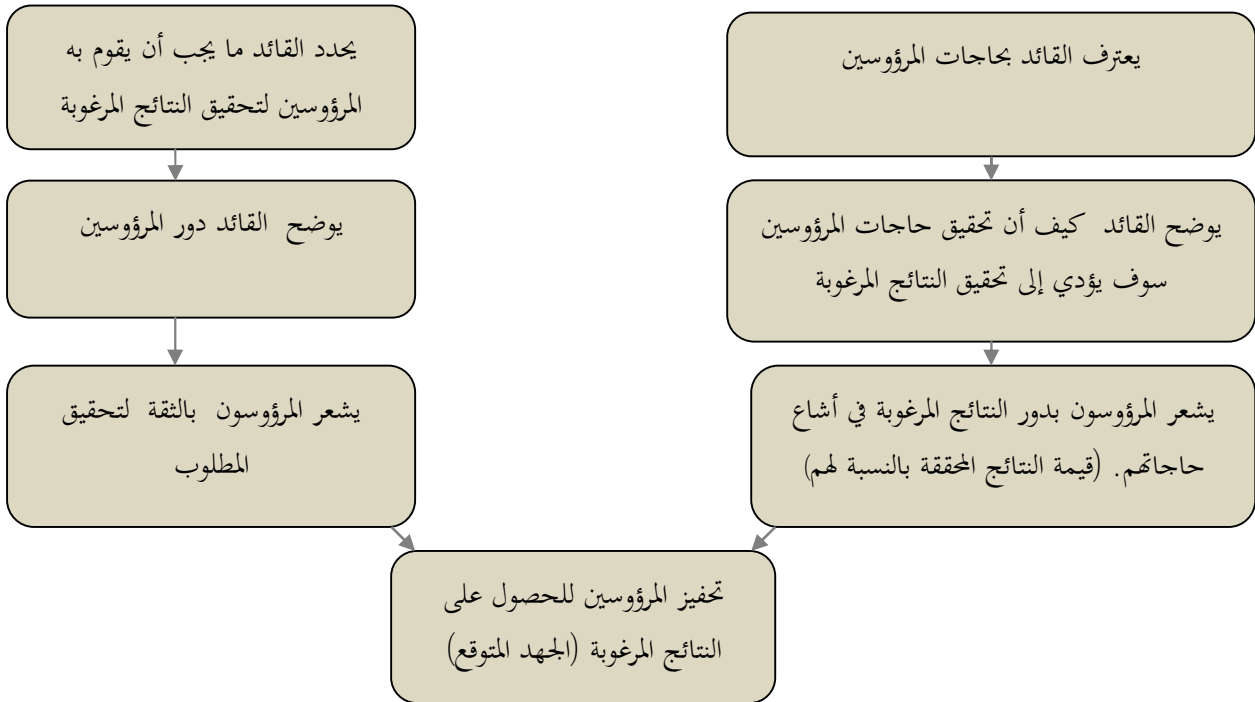 يعترف القائد بحاجات المرؤوسين
يوضح القائد كيف أن تحقيق حاجات المرؤوسين
سوف يؤدي إلى تحقيق النتائج المرغوبة
يشعر المرؤوسون بدور النتائج المرغوبة في أشاع
حاجاتهم. (قيمة النتائج المحققة بالنسبة لهم)
يحدد القائد ما يجب أن يقوم به
المرؤوسين لتحقيق النتائج المرغوبة
يوضح القائد دور المرؤوسين
يشعر المرؤوسون بالثقة لتحقيق
المطلوب
تحفيز المرؤوسين للحصول على
النتائج المرغوبة (الجهد المتوقع)